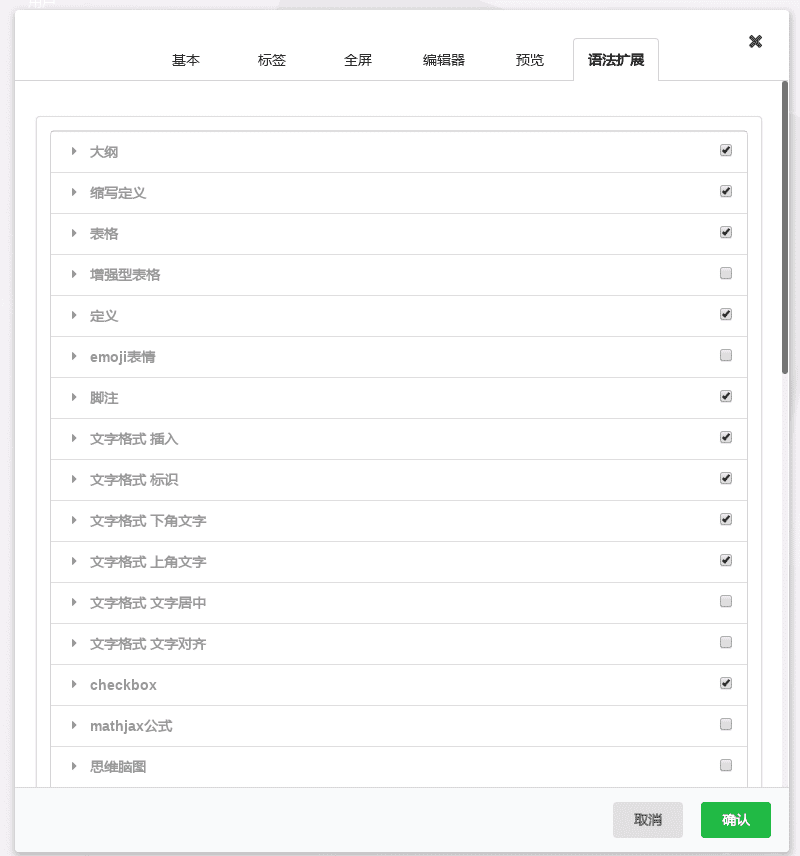 用户
基本 标签 全屏 编辑器 预览 语法扩展
大纲
缩写定义
表格
增强型表格
定义
emoji表情
脚注
文字格式 插入
文字格式 标识
文字格式 下角文字
文字格式 上角文字
文字格式 文字居中
文字格式 文字对齐
checkbox
mathjax公式
思维脑图
取消 确认